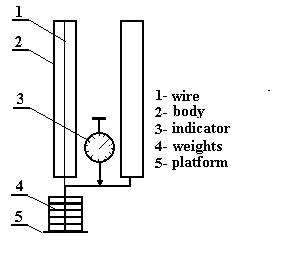 1
2
3
4
5
1- wire
2- body
3- indicator
4- weights
5- platform